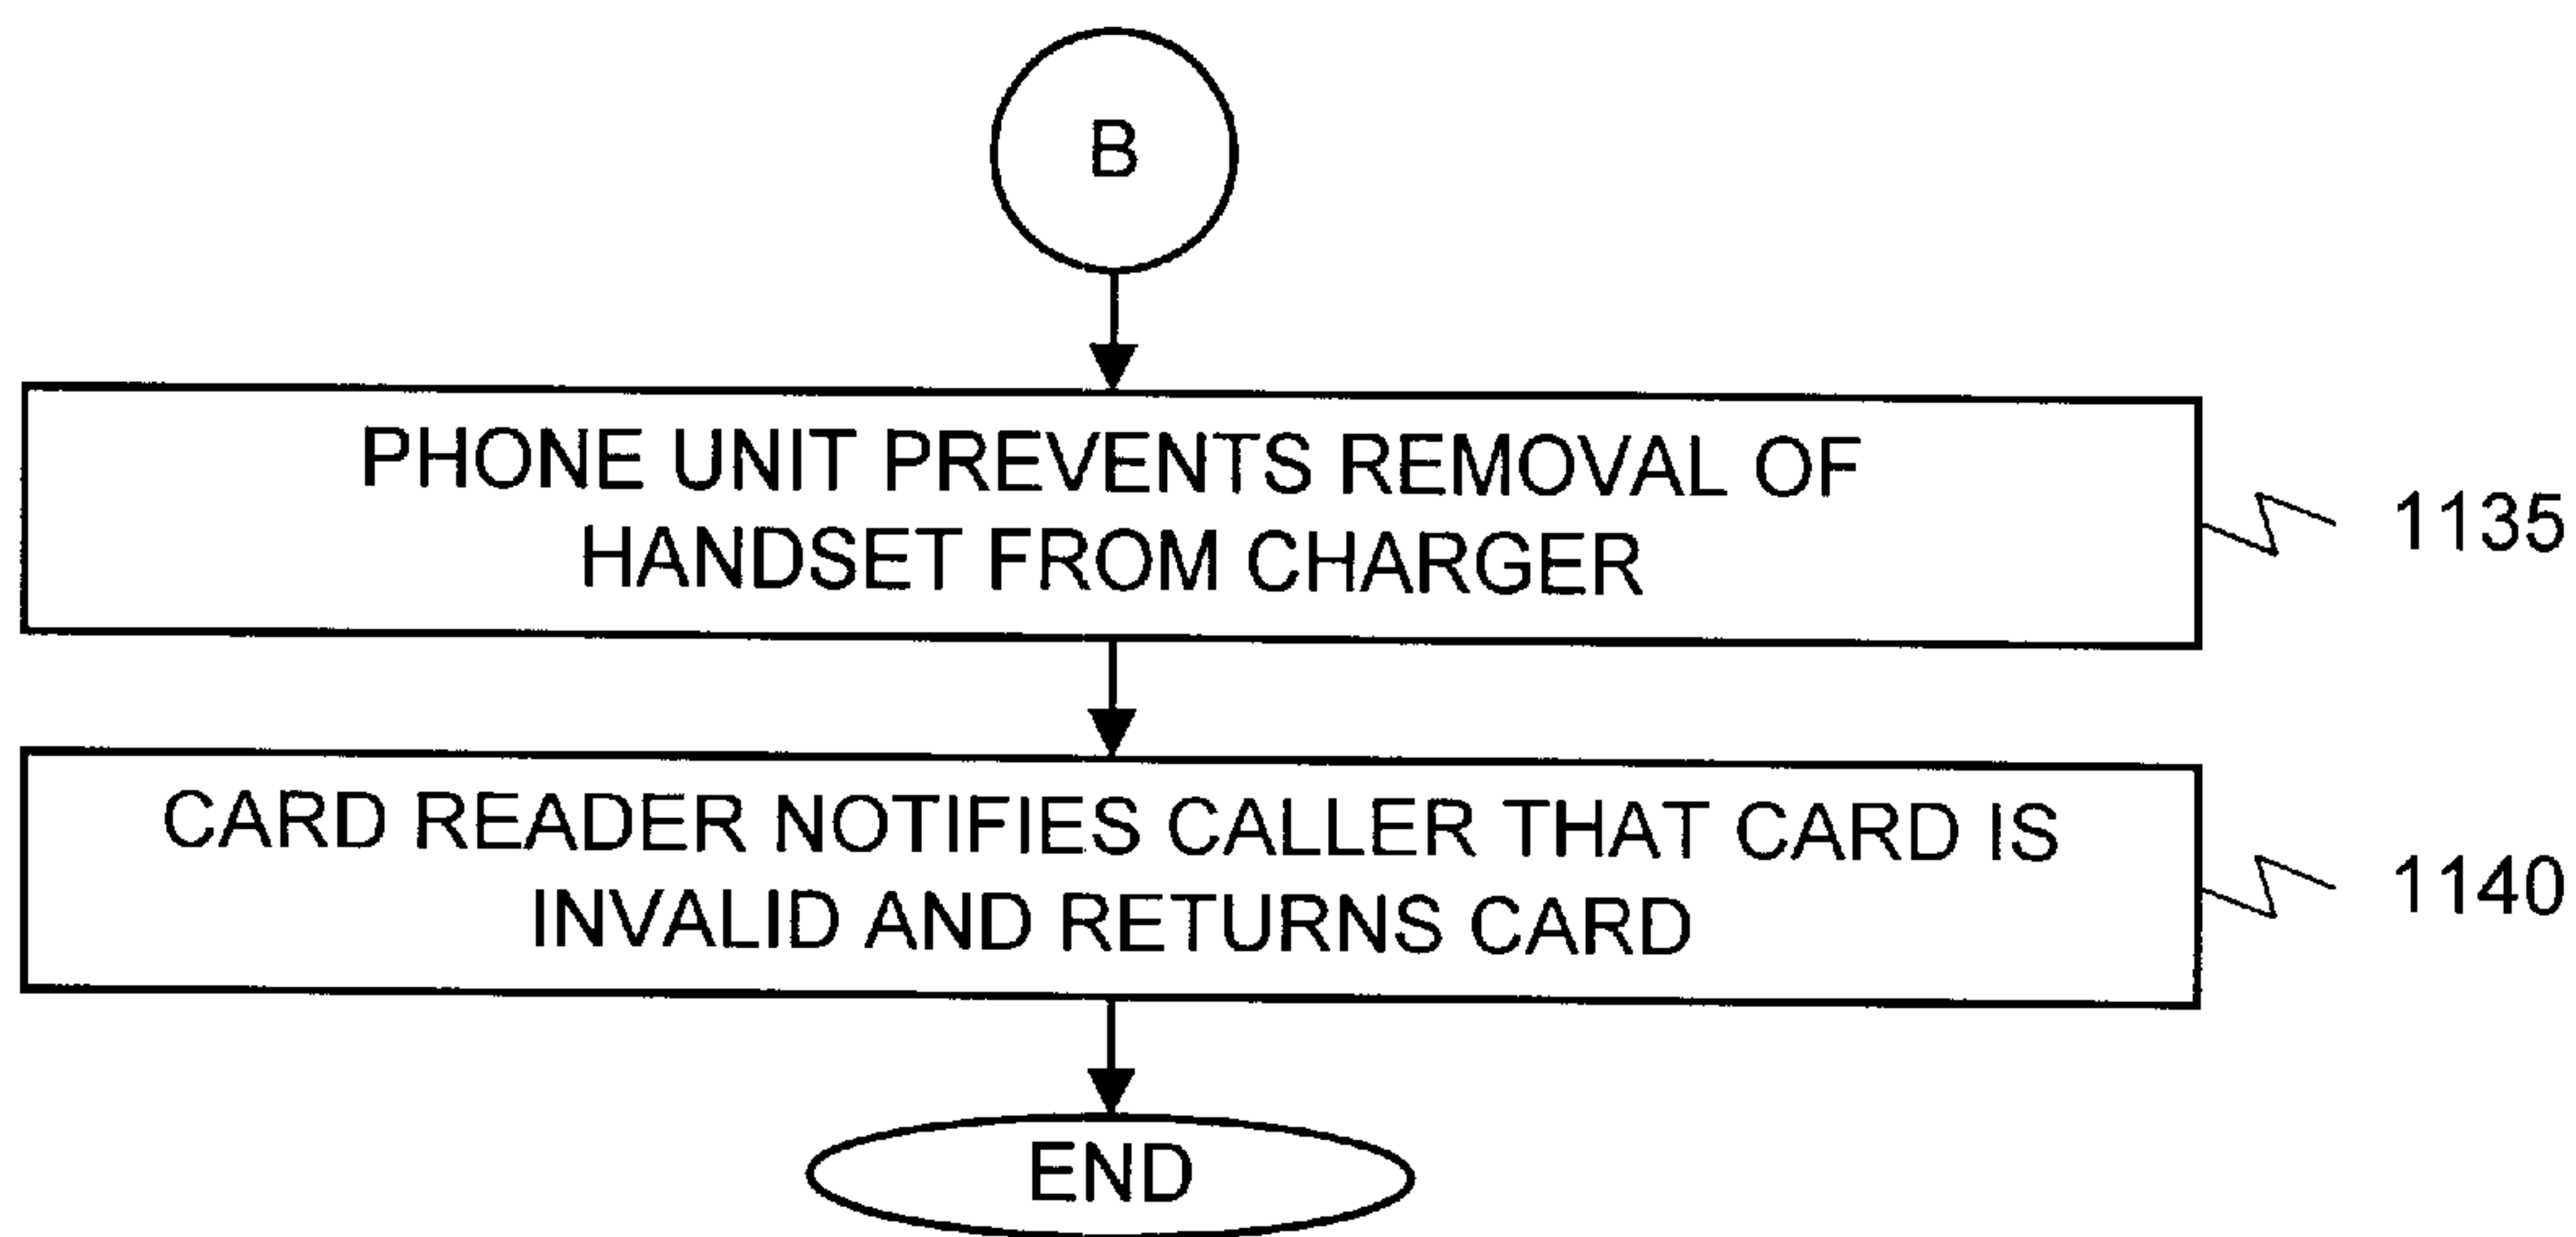 B
PHONE UNIT PREVENTS REMOVAL OF
HANDSET FROM CHARGER
1135
CARD READER NOTIFIES CALLER THAT CARD IS
INVALID AND RETURNS CARD
1140
END